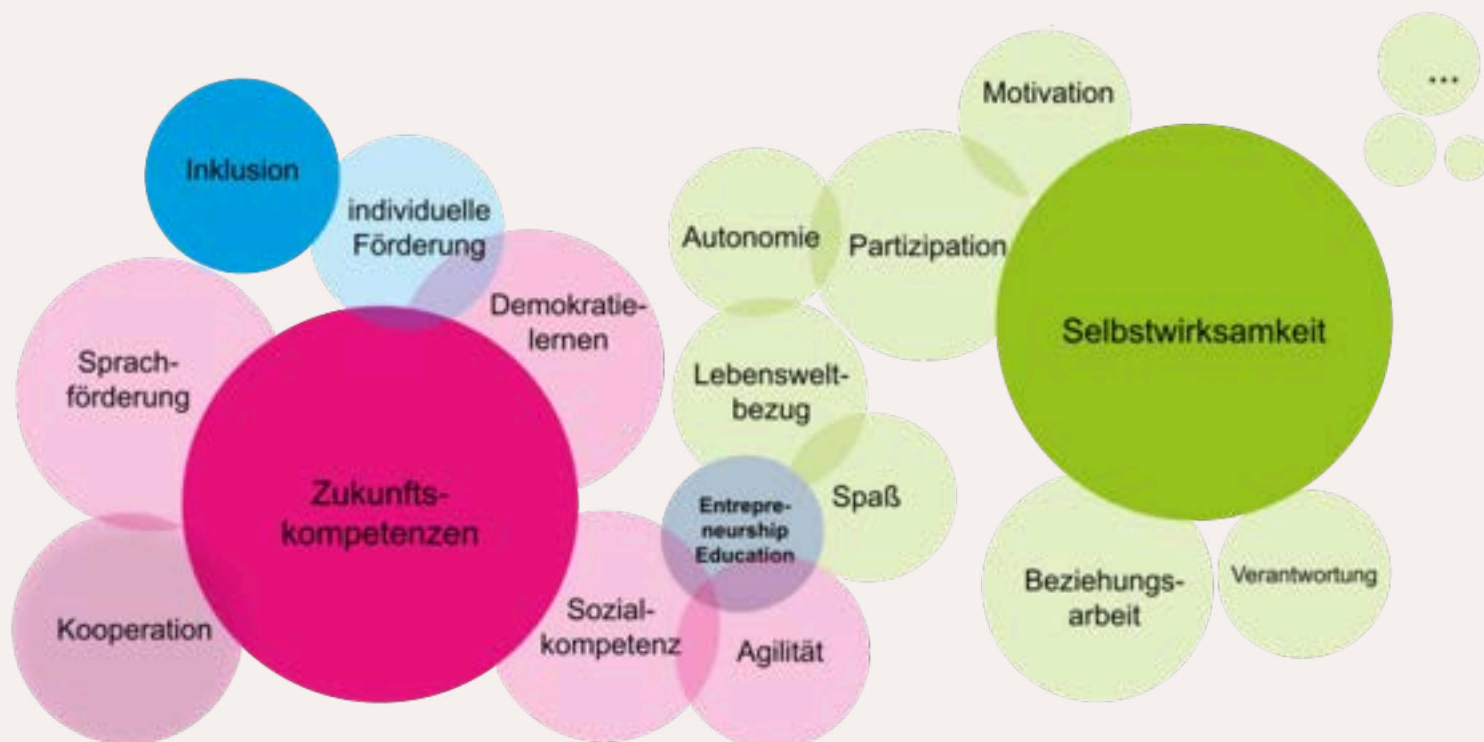 Inklusion
individuelle
Förderung
Sprach-
förderung
Demokratie-
lernen
Zukunfts-
kompetenzen
Kooperation
Sozial-
kompetenz
Agilität
Entrepre-
neurship
Education
Autonomie
Partizipation
Motivation
Lebenswelt-
bezug
Spaß
Selbstwirksamkeit
Beziehungs-
arbeit
Verantwortung
...